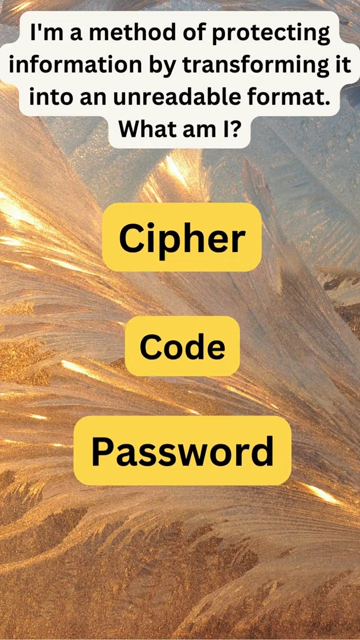 I'm a method of protecting
information by transforming it
into an unreadable format.
What am I?
Cipher
Code
Password